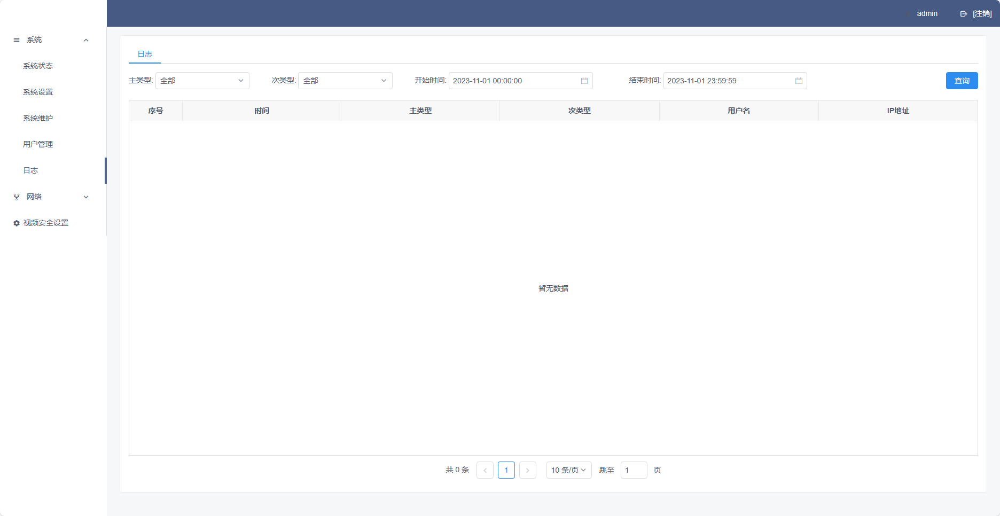 admin [注销]
系统
系统状态
系统设置
系统维护
用户管理
日志
网络
视频安全设置
日志
主类型: 全部 次类型: 全部 开始时间: 2023-11-01 00:00:00 结束时间: 2023-11-01 23:59:59 查询
序号 时间 主类型 次类型 用户名 IP地址
暂无数据
共 0 条 1 10 条/页 跳至 1 页